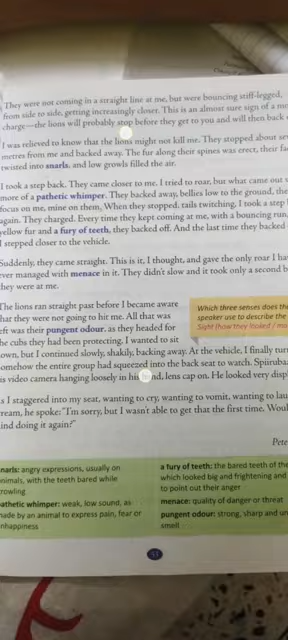 They were not coming in a straight line at me, but were bouncing stiff-legged,
from side to side, getting increasingly closer. This is an almost sure sign of a mo
charge—the lions will probably stop before they get to you and will then back
I was relieved to know that the lions might not kill me. They stopped about se
metres from me and backed away. The fur along their spines was erect, their fa
twisted into snarls, and low growls filled the air.
I took a step back. They came closer to me. I tried to roar, but what came out w
more of a pathetic whimper. They backed away, bellies low to the ground, the
focus on me, mine on them. When they stopped, tails twitching, I took a step
again. They charged. Every time they kept coming at me, with a bouncing run,
yellow fur and a fury of teeth, they backed off. And the last time they backed
I stepped closer to the vehicle.
Suddenly, they came straight. This is it, I thought, and gave the only roar I ha
ever managed with menace in it. They didn't slow and it took only a second b
they were at me.
The lions ran straight past before I became aware
hat they were not going to hit me. All that was
eft was their pungent odour, as they headed for
he cubs they had been protecting. I wanted to sit
own, but I continued slowly, shakily, backing away. At the vehicle, I finally turn
omehow the entire group had squeezed into the back seat to watch. Spiiruba
is video camera hanging loosely in his hand, lens cap on. He looked very disap
s I staggered into my seat, wanting to cry, wanting to vomit, wanting to lau
ream, he spoke: "I'm sorry, but I wasn't able to get that the first time. Woul
ind doing it again?"
Pete
Which three senses does the
speaker use to describe the
Sight (how they looked / mo
narls: angry expressions, usually on
nimals, with the teeth bared while
rowling
athetic whimper: weak, low sound, as
ade by an animal to express pain, fear or
nhappiness
a fury of teeth: the bared teeth of the
which looked big and frightening and
to point out their anger
menace: quality of danger or threat
pungent odour: strong, sharp and un
smell